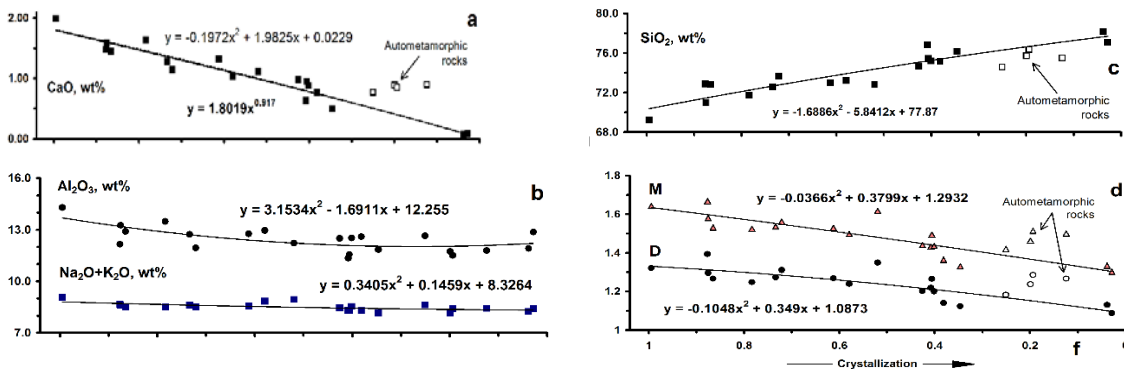 a
2.00
y = -0.1972x² + 1.9825x + 0.0229
Autometamorphic
rocks
1.00
CaO, wt%
y = 1.8019x^0.917
0.00
16.0
Al₂O₃, wt%
b
y = 3.1534x² - 1.6911x + 12.255
13.0
Na₂O+K₂O, wt%
y = 0.3405x² + 0.1459x + 8.3264
10.0
7.0
80.0
SiO₂, wt%
76.0
c
72.0
Autometamorphic
rocks
y = -1.6886x² - 5.8412x + 77.87
68.0
1.8
M
d
y = -0.0366x² + 0.3799x + 1.2932
Autometamorphic
rocks
1.6
1.4
D
1.2
y = -0.1048x² + 0.349x + 1.0873
1
1
0.8
0.6
0.4
0.2
0
Crystallization
f